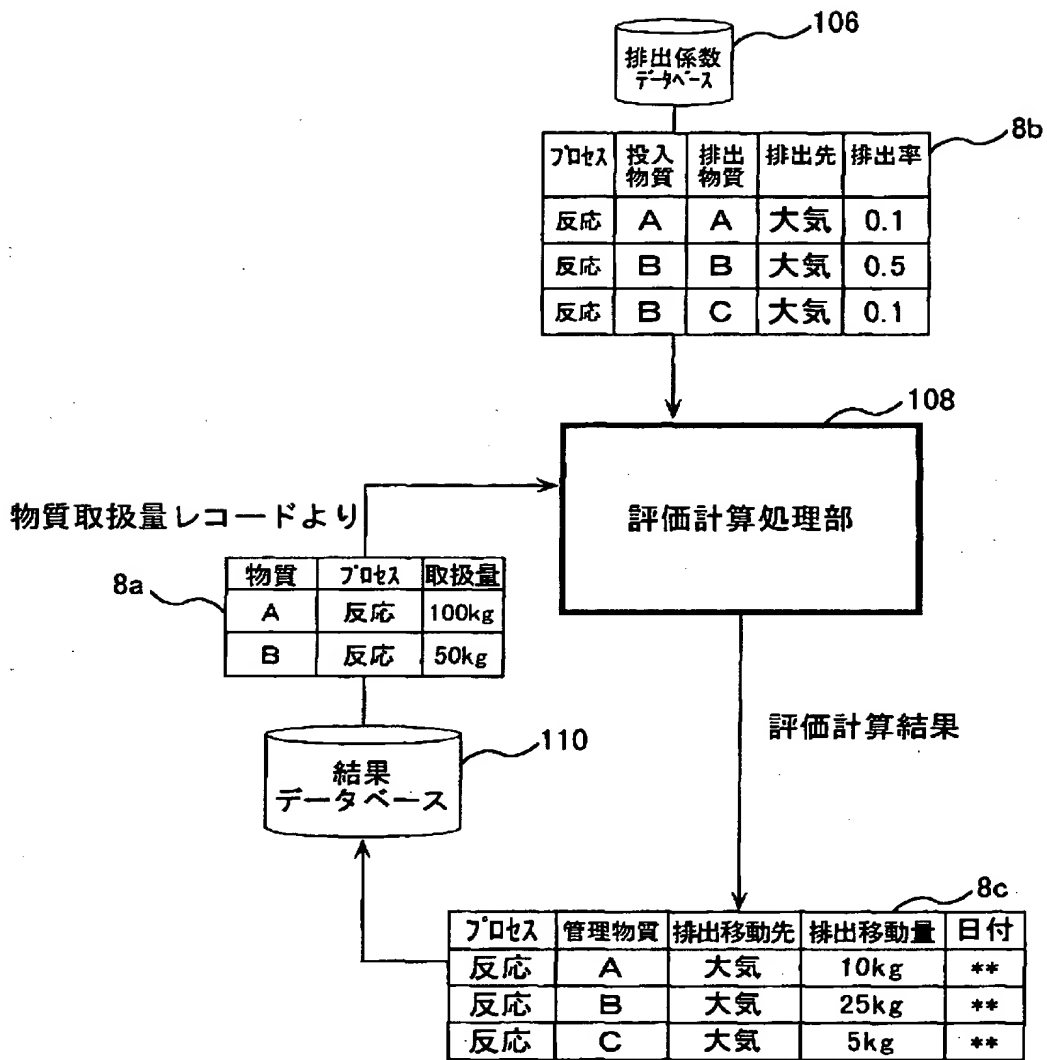 106
排出係数
データベース
8b
プロセス 投入物質 排出物質 排出先 排出率
反応 A A 大気 0.1
反応 B B 大気 0.5
反応 B C 大気 0.1
108
評価計算処理部
物質取扱量レコードより
8a
物質 プロセス 取扱量
A 反応 100kg
B 反応 50kg
110
結果
データベース
評価計算結果
8c
プロセス 管理物質 排出移動先 排出移動量 日付
反応 A 大気 10kg **
反応 B 大気 25kg **
反応 C 大気 5kg **